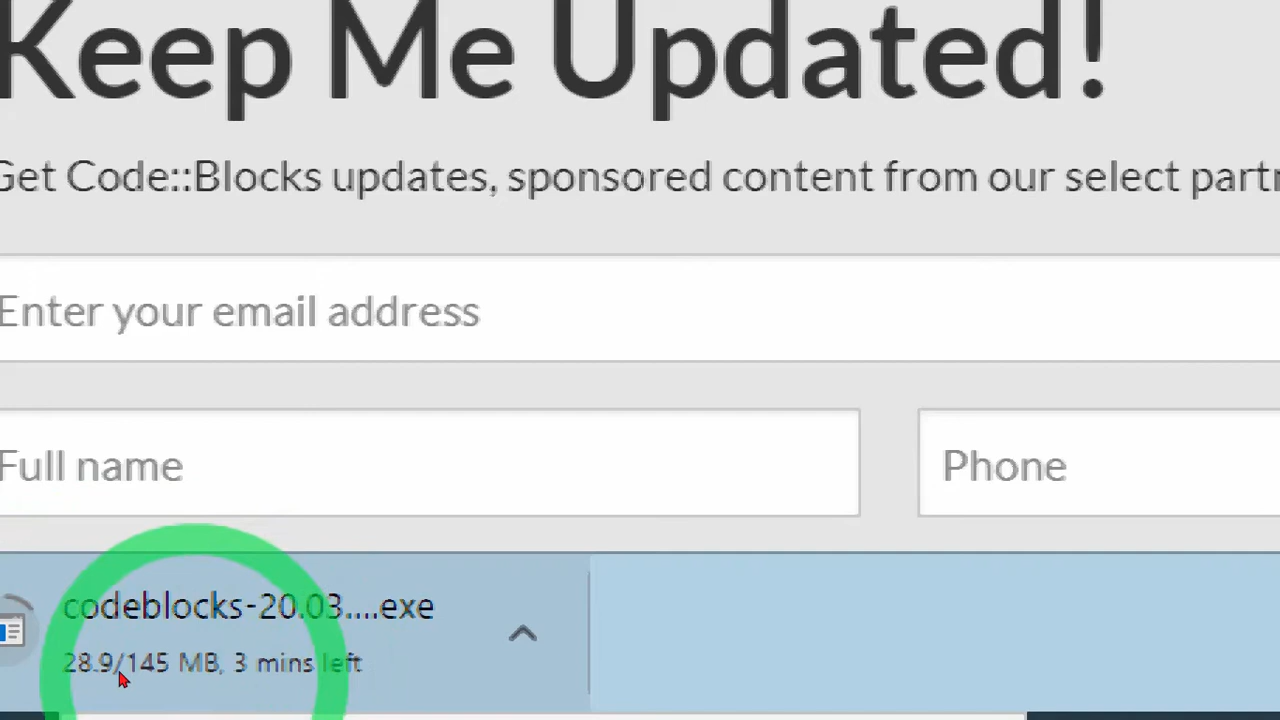 Keep Me Updated!
Get Code::Blocks updates, sponsored content from our select
Enter your email address
Full name
Phone
codeblocks-20.03....exe
28.9/145 MB, 3 mins left